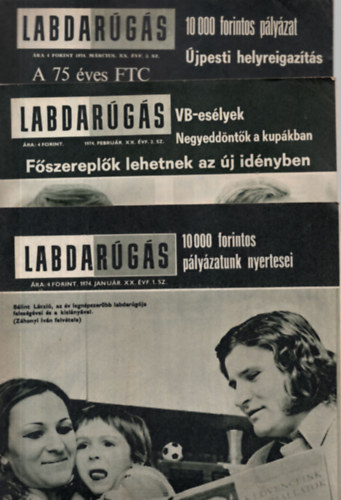 LABDARÚGÁS
10 000 forintos pályázat
Újpesti helyreigazítás
ÁRA 4 FORINT 1974. MÁRCIUS. XX. ÉVF. 3. SZ.
A 75 éves FTC
LABDARÚGÁS
VB-esélyek
Negyeddöntők a kupákban
ÁRA: 4 FORINT. 1974. FEBRUÁR. XX. ÉVF. 2. SZ.
Főszereplők lehetnek az új idényben
LABDARÚGÁS
10 000 forintos
pályázatunk nyertesei
ÁRA: 4 FORINT. 1974. JANUÁR. XX. ÉVF. 1. SZ.
Bálint László, az év legnépszerűbb labdarúgója
feleségével és a kislányával.
(Záhonyi Iván felvétele)